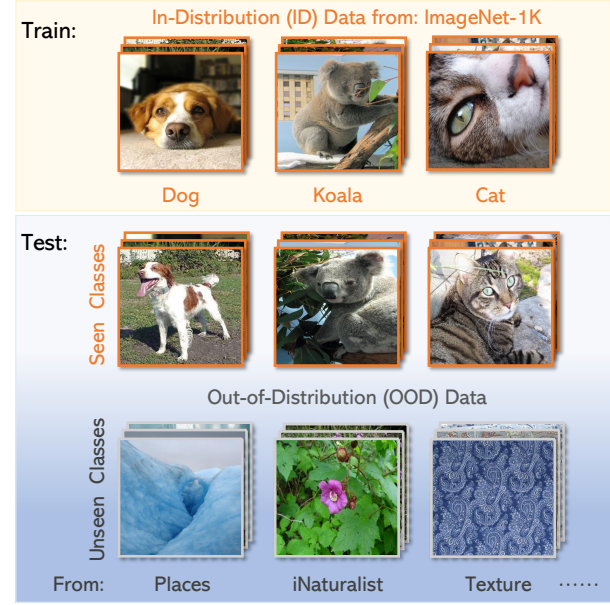 Train:
In-Distribution (ID) Data from: ImageNet-1K
Dog
Koala
Cat
Test:
Seen Classes
Out-of-Distribution (OOD) Data
Unseen Classes
From:
Places
iNaturalist
Texture
······